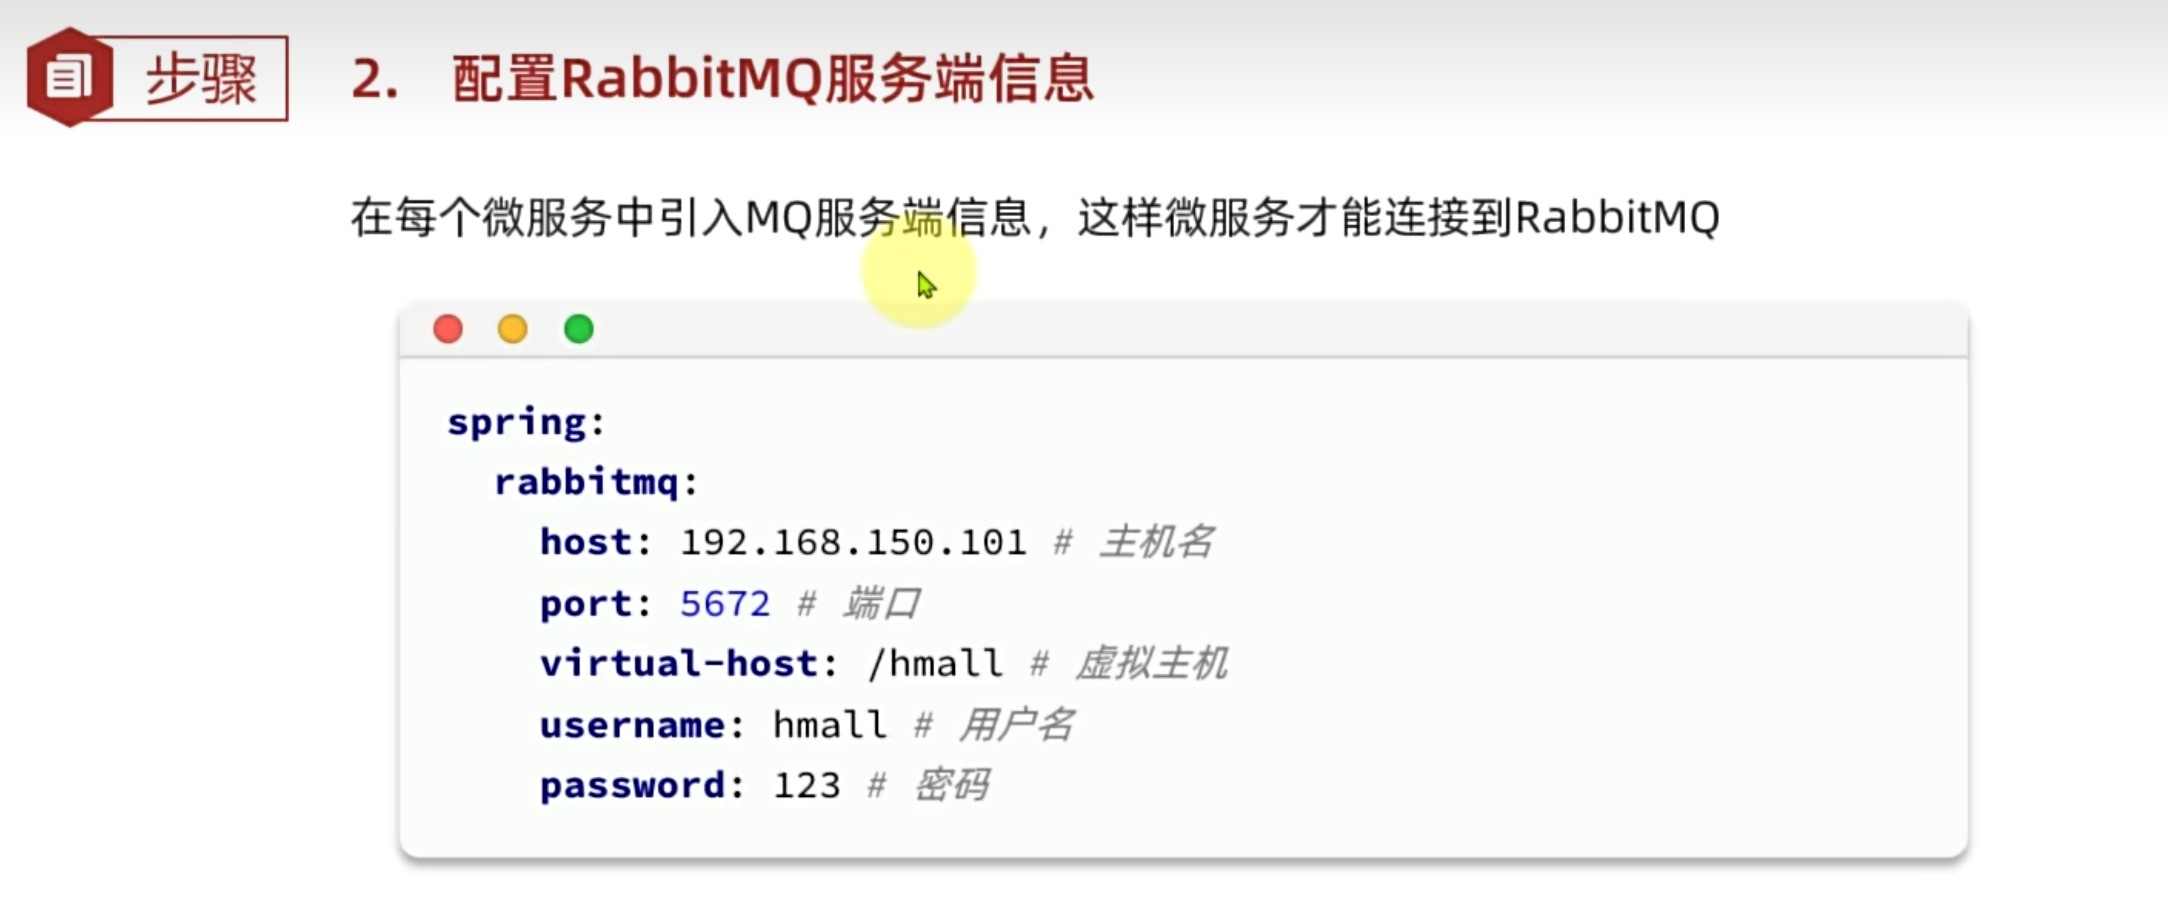 步骤
2. 配置RabbitMQ服务端信息
在每个微服务中引入MQ服务端信息，这样微服务才能连接到RabbitMQ
spring:
  rabbitmq:
    host: 192.168.150.101 # 主机名
    port: 5672 # 端口
    virtual-host: /hmall # 虚拟主机
    username: hmall # 用户名
    password: 123 # 密码